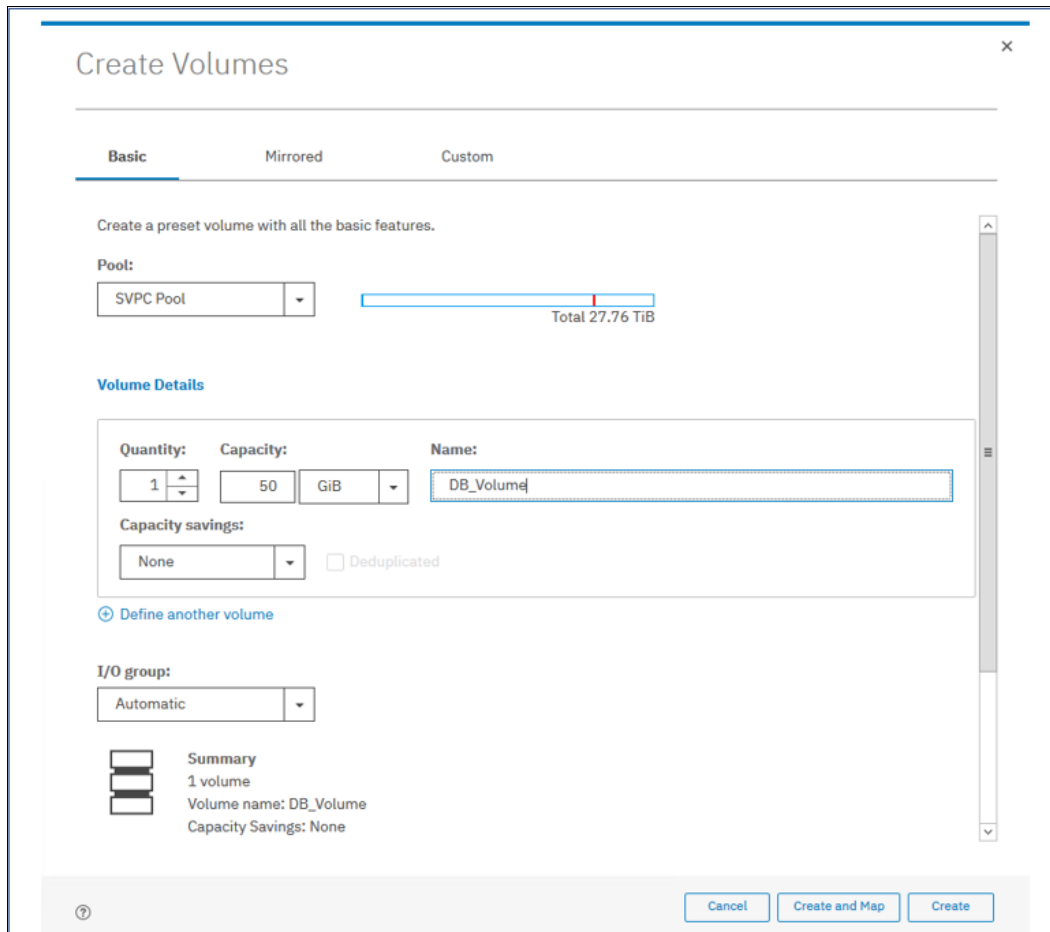 Create Volumes
Basic Mirrored Custom
Create a preset volume with all the basic features.
Pool:
SVPC Pool
Total 27.76 TiB
Volume Details
Quantity: Capacity: Name:
1 50 GiB DB_Volume
Capacity savings:
None Deduplicated
Define another volume
I/O group:
Automatic
Summary
1 volume
Volume name: DB_Volume
Capacity Savings: None
? Cancel Create and Map Create